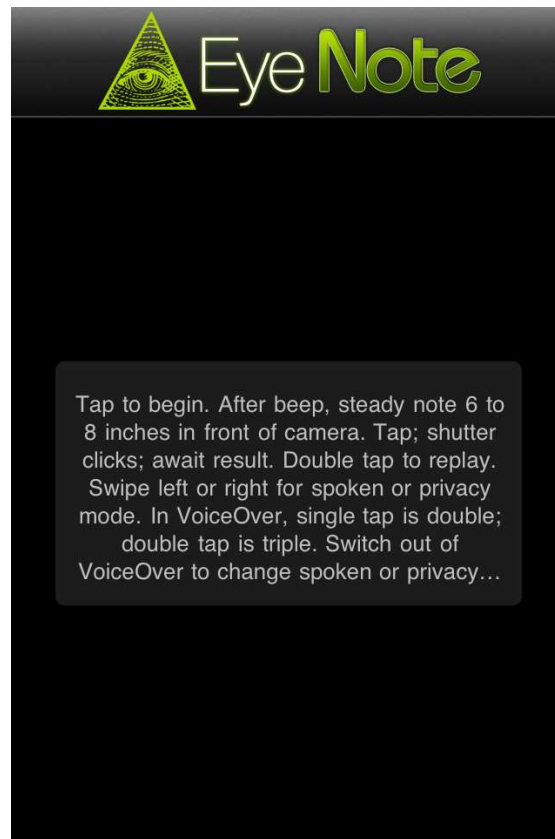 Eye Note
Tap to begin. After beep, steady note 6 to
8 inches in front of camera. Tap; shutter
clicks; await result. Double tap to replay.
Swipe left or right for spoken or privacy
mode. In VoiceOver, single tap is double;
double tap is triple. Switch out of
VoiceOver to change spoken or privacy…